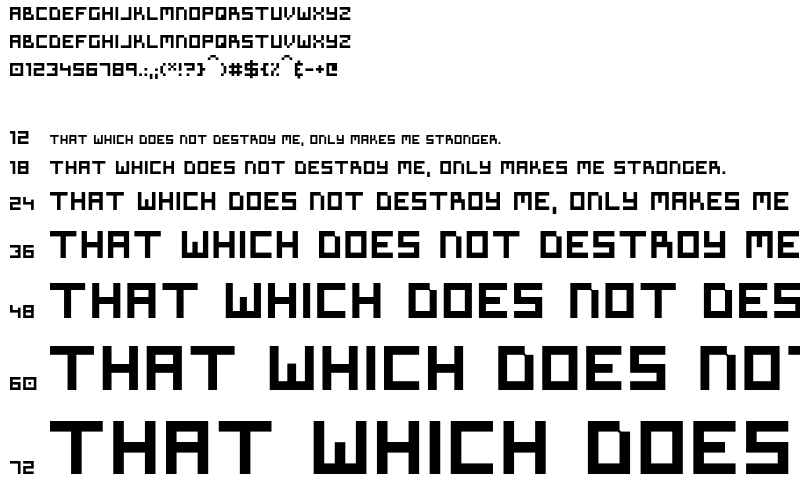 ABCDEFGHIJKLMNOPQRSTUVWXYZ
ABCDEFGHIJKLMNOPQRSTUVWXYZ
0123456789.:,;(*!?}^)#${%^&-+@
12 THAT WHICH DOES NOT DESTROY ME, ONLY MAKES ME STRONGER.
18 THAT WHICH DOES NOT DESTROY ME, ONLY MAKES ME STRONGER.
24 THAT WHICH DOES NOT DESTROY ME, ONLY MAKES ME
36 THAT WHICH DOES NOT DESTROY ME
48 THAT WHICH DOES NOT DES
60 THAT WHICH DOES NOT
72 THAT WHICH DOES